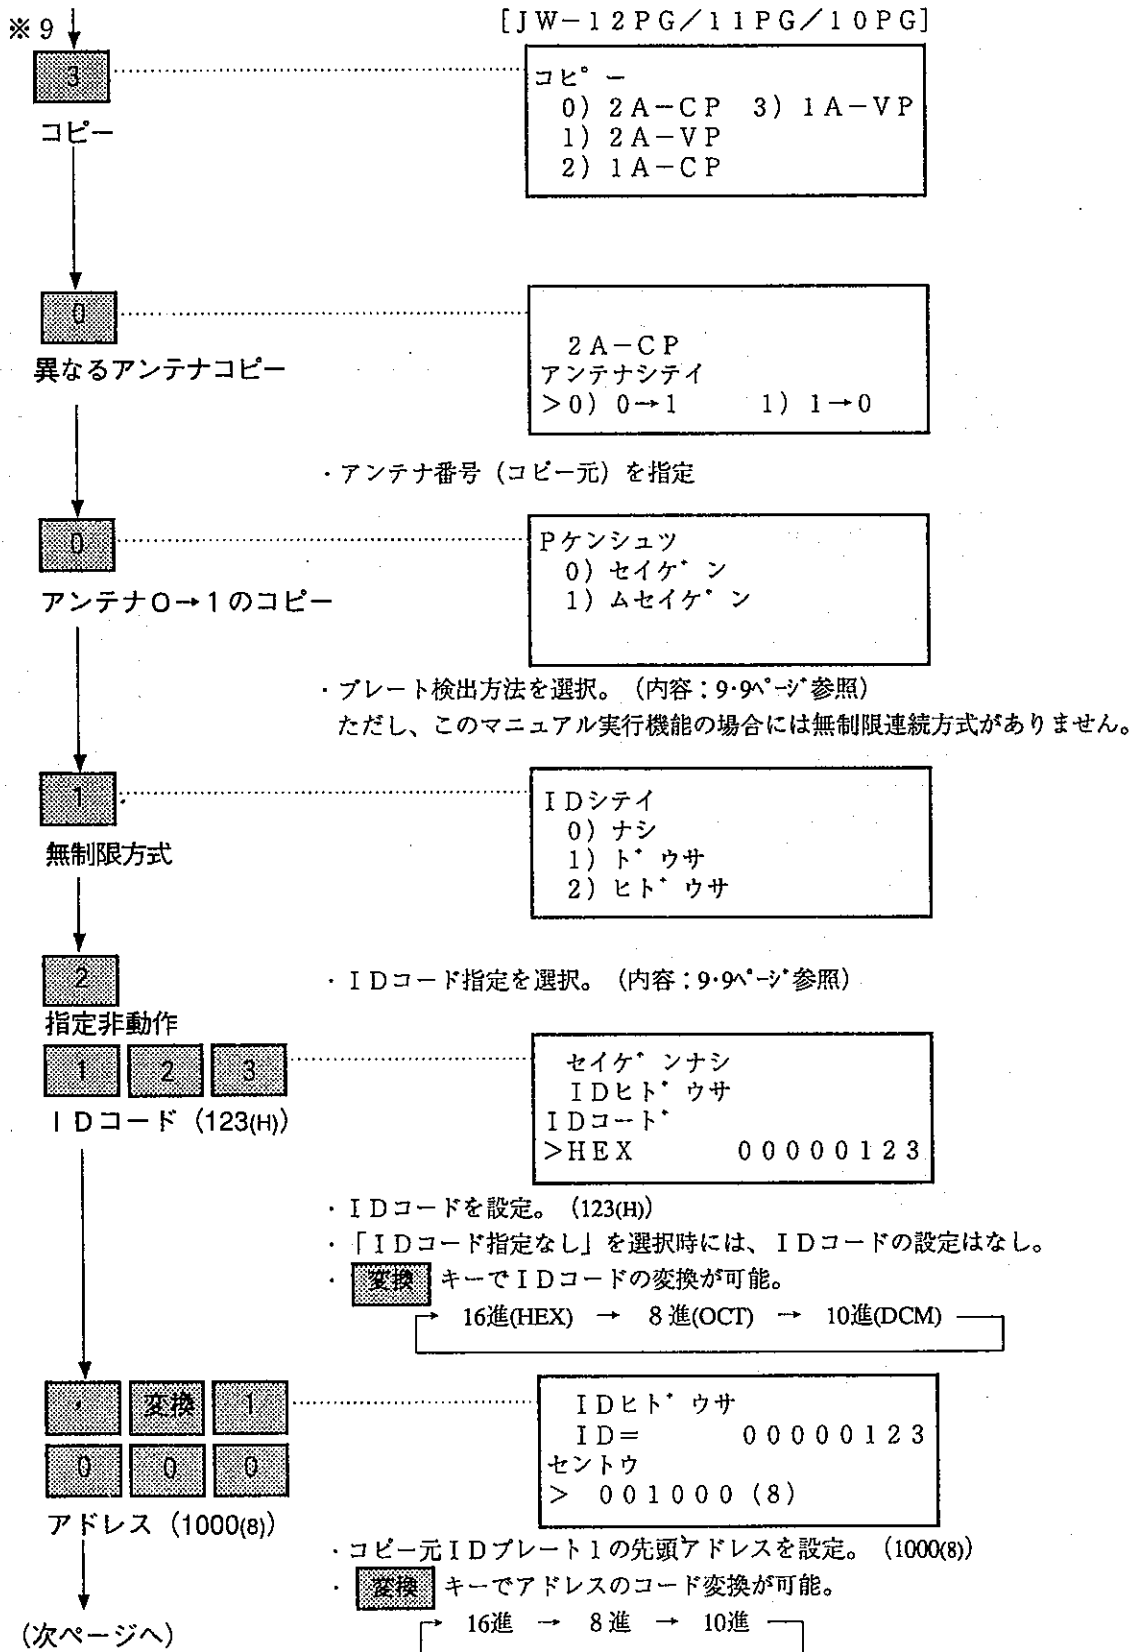 ※9
[JW−12PG／11PG／10PG]
3
コピー
コピー
0) 2A−CP 3) 1A−VP
1) 2A−VP
2) 1A−CP
0
異なるアンテナコピー
2A−CP
アンテナシテイ
>0) 0→1 1) 1→0
・アンテナ番号（コピー元）を指定
0
アンテナ0→1のコピー
Pケンシュツ
0) セイゲン
1) ムセイゲン
・プレート検出方法を選択。（内容：9･9ページ参照）
ただし、このマニュアル実行機能の場合には無制限連続方式がありません。
1
無制限方式
IDシテイ
0) ナシ
1) ドウサ
2) ヒドウサ
2
指定非動作
・IDコード指定を選択。（内容：9･9ページ参照）
1 2 3
IDコード（123(H)）
セイゲンナシ
IDヒドウサ
IDコード
>HEX 00000123
・IDコードを設定。（123(H)）
・「IDコード指定なし」を選択時には、IDコードの設定はなし。
・変換 キーでIDコードの変換が可能。
16進(HEX) → 8進(OCT) → 10進(DCM)
・ 変換 1
0 0 0
アドレス（1000(8)）
IDヒドウサ
ID= 00000123
セントウ
> 001000(8)
・コピー元IDプレート1の先頭アドレスを設定。（1000(8)）
・変換 キーでアドレスのコード変換が可能。
16進 → 8進 → 10進
(次ページへ)